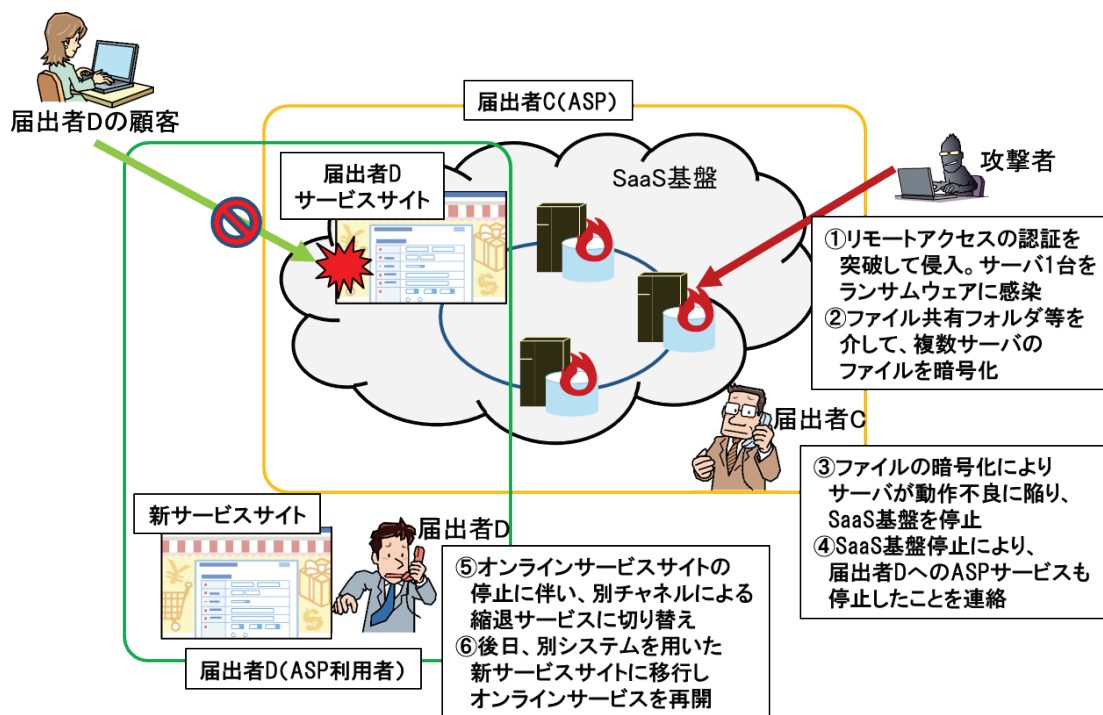 届出者Dの顧客
届出者C(ASP)
届出者D
サービスサイト
SaaS基盤
攻撃者
①リモートアクセスの認証を
突破して侵入。サーバ1台を
ランサムウェアに感染
②ファイル共有フォルダ等を
介して、複数サーバの
ファイルを暗号化
届出者C
③ファイルの暗号化により
サーバが動作不良に陥り、
SaaS基盤を停止
④SaaS基盤停止により、
届出者DへのASPサービスも
停止したことを連絡
新サービスサイト
届出者D
⑤オンラインサービスサイトの
停止に伴い、別チャネルによる
縮退サービスに切り替え
⑥後日、別システムを用いた
新サービスサイトに移行し
オンラインサービスを再開
届出者D(ASP利用者)